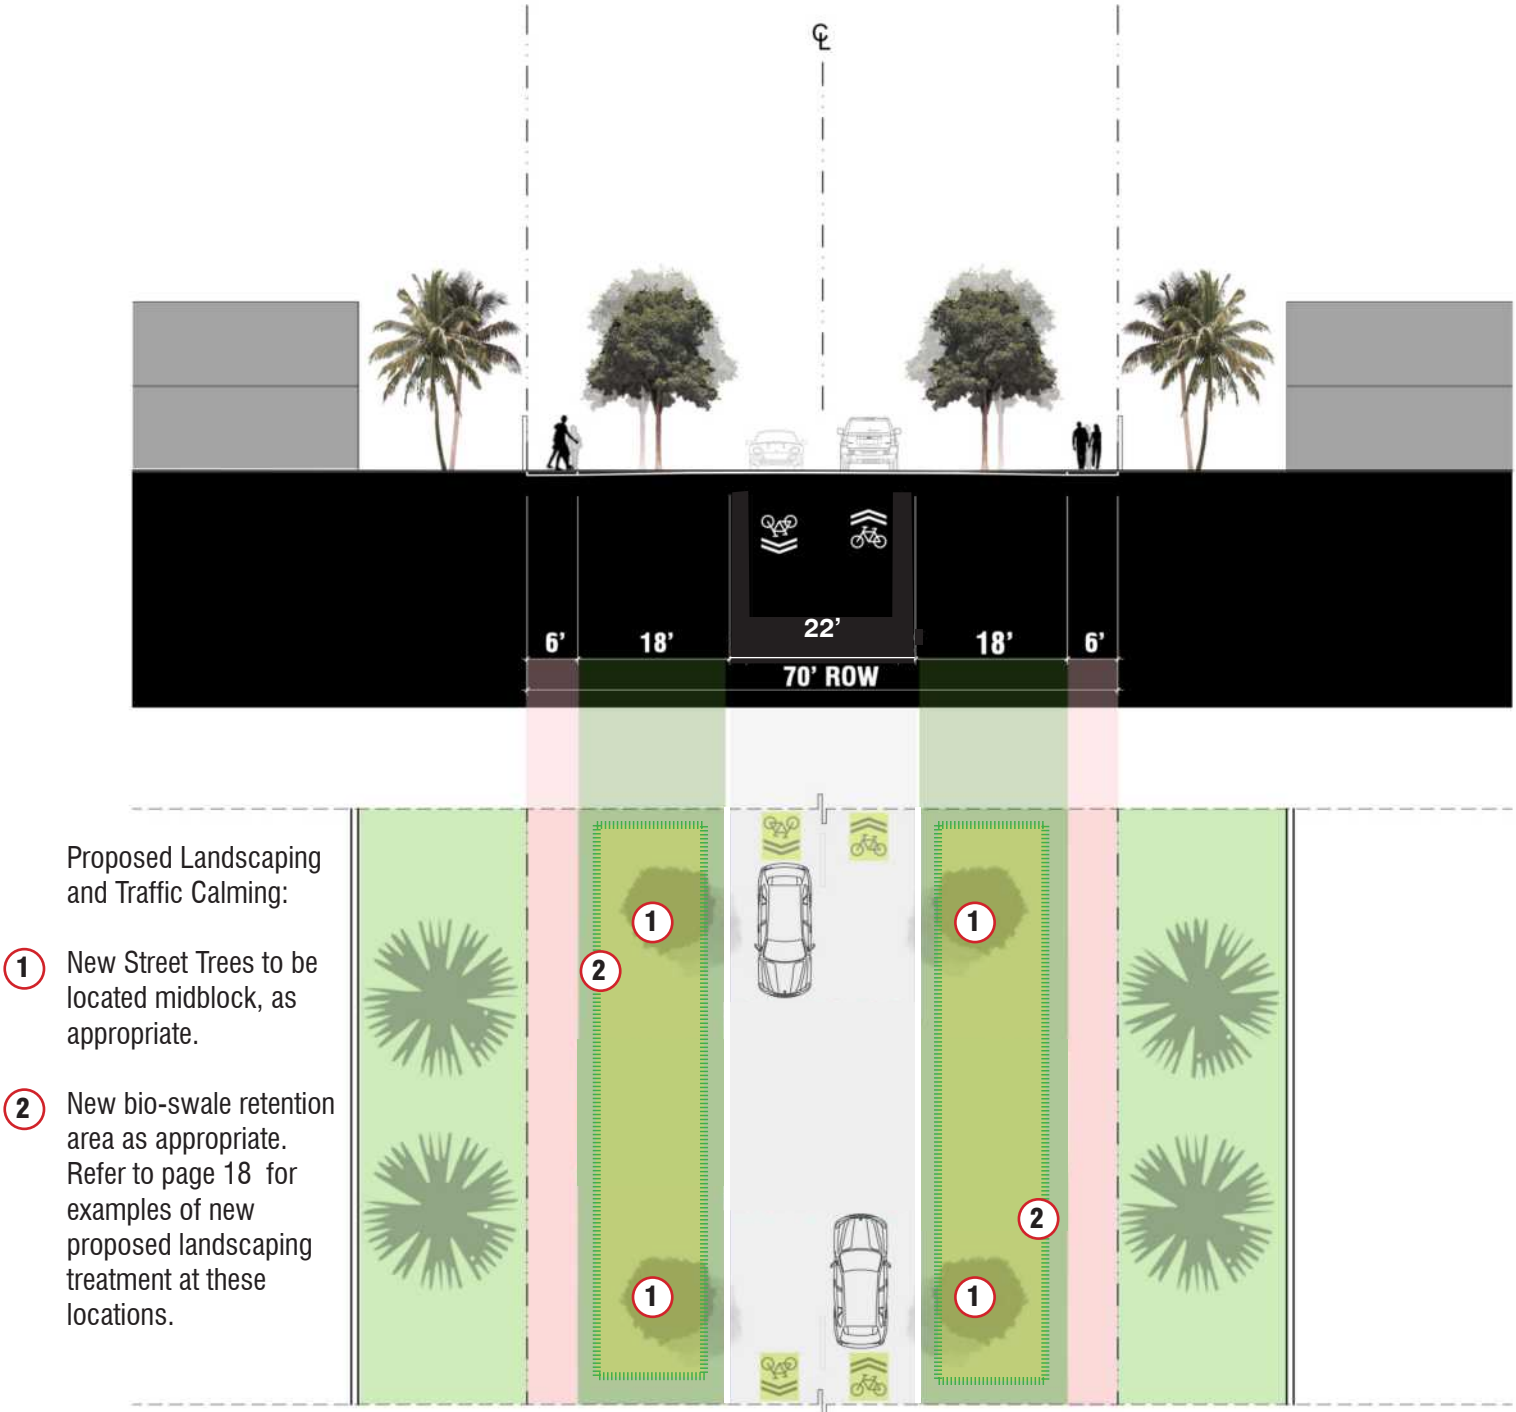 ℄
6’
18’
22’
18’
6’
70’ ROW
Proposed Landscaping
and Traffic Calming:
1 New Street Trees to be
located midblock, as
appropriate.
2 New bio-swale retention
area as appropriate.
Refer to page 18 for
examples of new
proposed landscaping
treatment at these
locations.
1
1
2
2
1
1